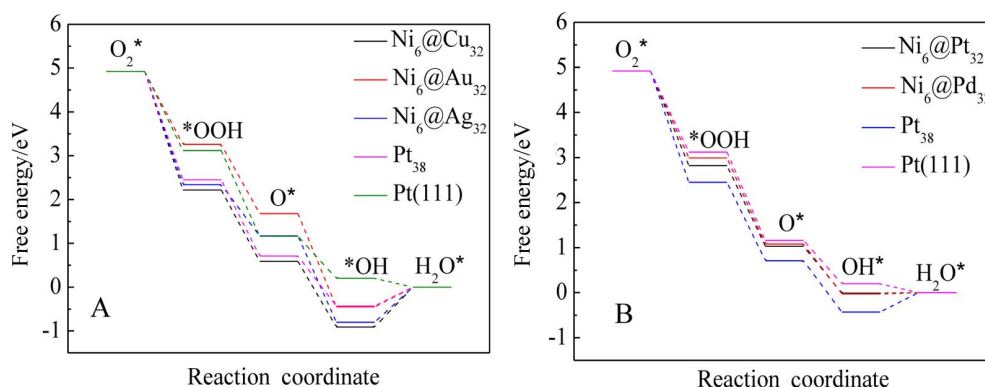 Free energy/eV
6
5
4
3
2
1
0
-1
O₂*
*OOH
O*
*OH
H₂O*
Ni₆@Cu₃₂
Ni₆@Au₃₂
Ni₆@Ag₃₂
Pt₃₈
Pt(111)
A
Reaction coordinate
Free energy/eV
6
5
4
3
2
1
0
-1
O₂*
*OOH
O*
OH*
H₂O*
Ni₆@Pt₃₂
Ni₆@Pd₃
Pt₃₈
Pt(111)
B
Reaction coordinate